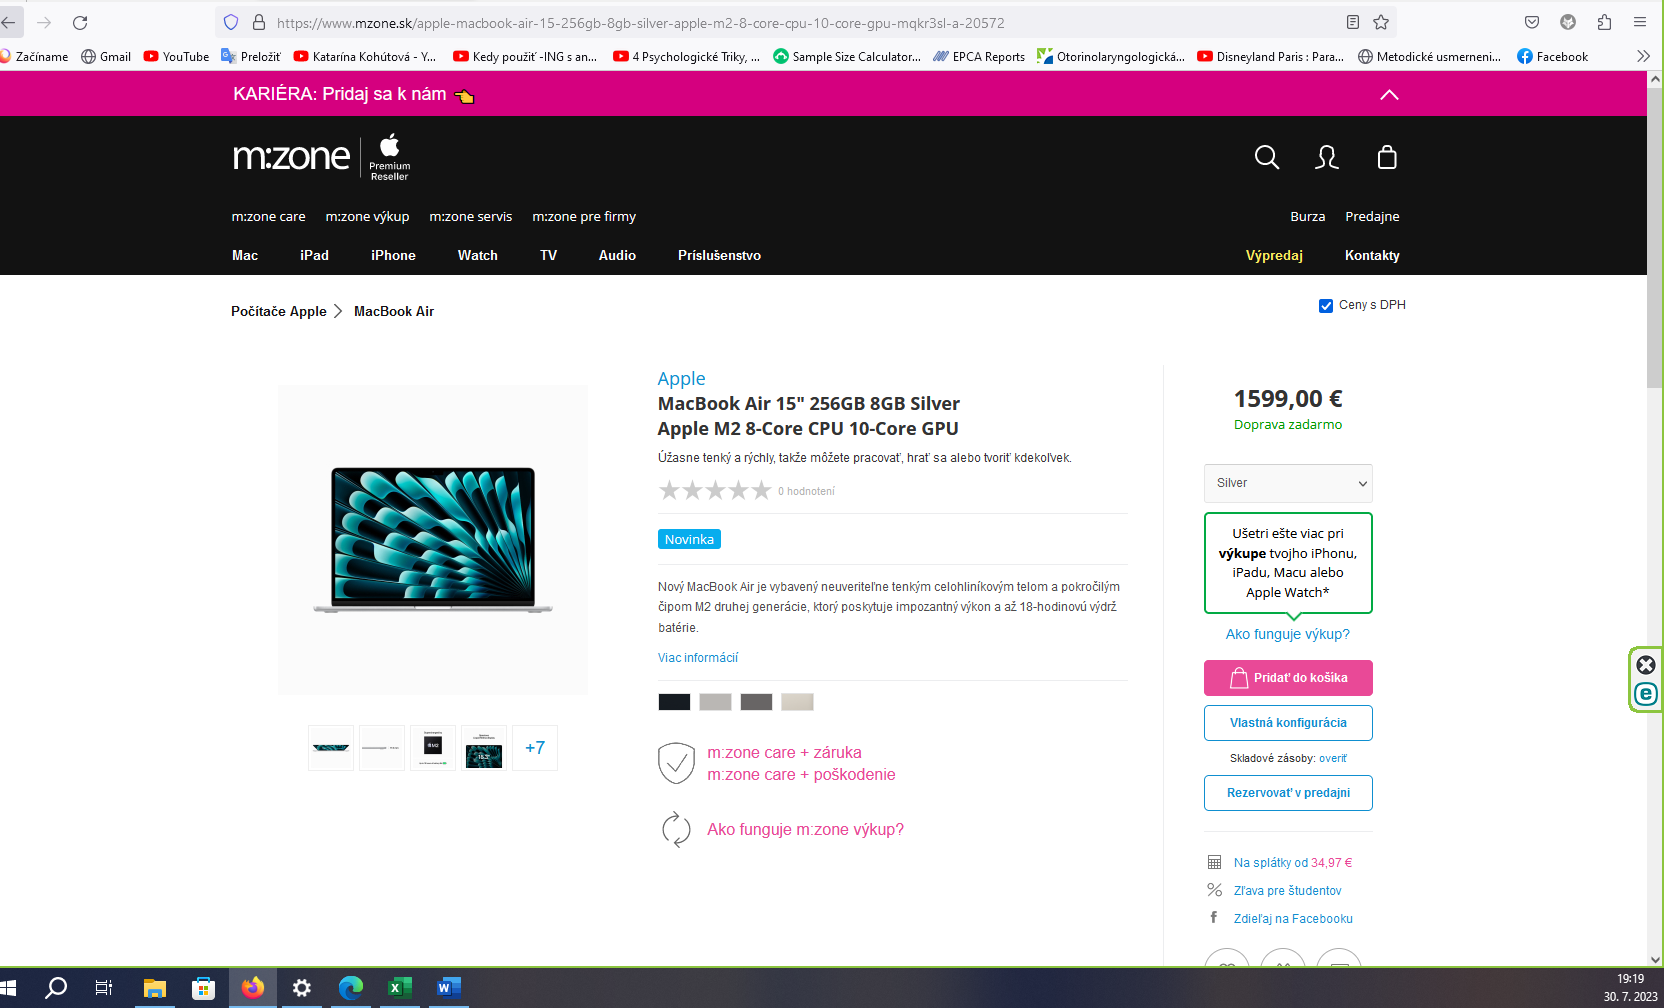 https://www.mzone.sk/apple-macbook-air-15-256gb-8gb-silver-apple-m2-8-core-cpu-10-core-gpu-mqkr3sl-a-20572
Začíname
Gmail
YouTube
Preložiť
Katarína Kohútová - Y...
Kedy použiť -ING s an...
4 Psychologické Triky, ...
Sample Size Calculator...
EPCA Reports
Otorinolaryngologická...
Disneyland Paris : Para...
Metodické usmerneni...
Facebook
KARIÉRA: Pridaj sa k nám
m:zone
Premium
Reseller
m:zone care
m:zone výkup
m:zone servis
m:zone pre firmy
Burza
Predajne
Mac
iPad
iPhone
Watch
TV
Audio
Príslušenstvo
Výpredaj
Kontakty
Počítače Apple
MacBook Air
Ceny s DPH
Apple
MacBook Air 15" 256GB 8GB Silver
Apple M2 8-Core CPU 10-Core GPU
Úžasne tenký a rýchly, takže môžete pracovať, hrať sa alebo tvoriť kdekoľvek.
0 hodnotení
Novinka
Nový MacBook Air je vybavený neuveriteľne tenkým celohliníkovým telom a pokročilým
čipom M2 druhej generácie, ktorý poskytuje impozantný výkon a až 18-hodinovú výdrž
batérie.
Viac informácií
+7
m:zone care + záruka
m:zone care + poškodenie
Ako funguje m:zone výkup?
1599,00 €
Doprava zadarmo
Silver
Ušetri ešte viac pri
výkupe tvojho iPhonu,
iPadu, Macu alebo
Apple Watch*
Ako funguje výkup?
Pridať do košíka
Vlastná konfigurácia
Skladové zásoby: overiť
Rezervovať v predajni
Na splátky od 34,97 €
Zľava pre študentov
Zdieľaj na Facebooku
19:19
30. 7. 2023